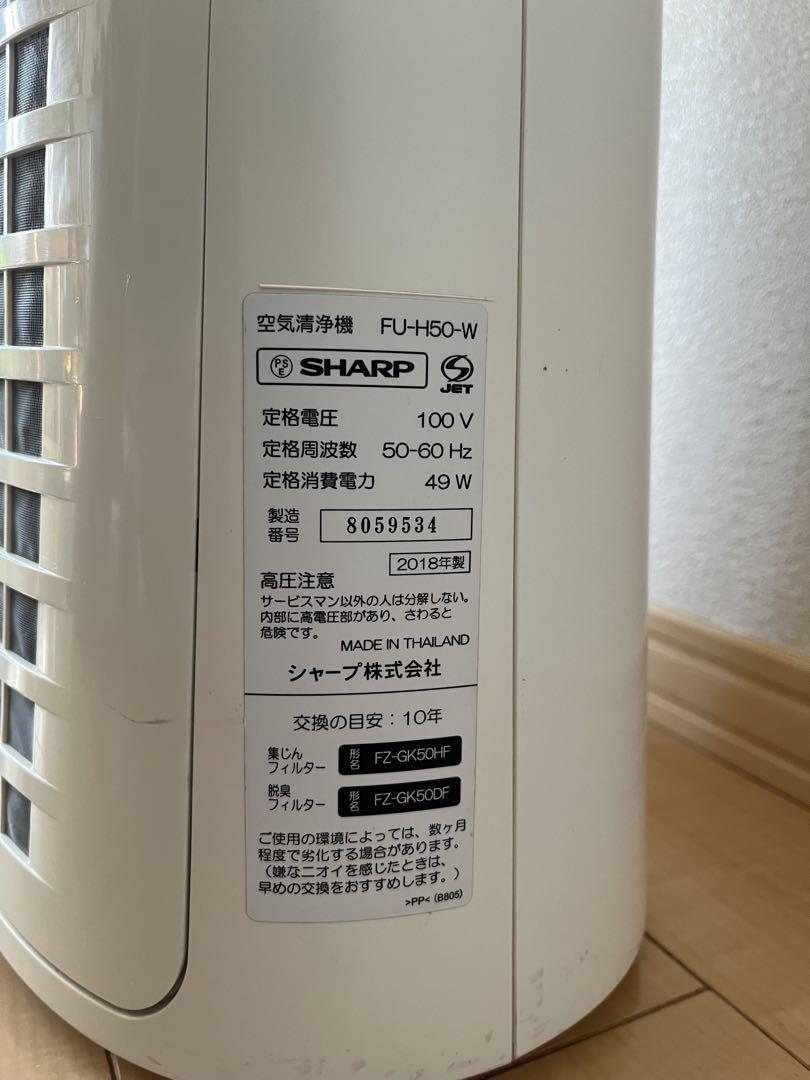 空気清浄機 FU-H50-W
PSE SHARP S JET
定格電圧 100 V
定格周波数 50-60 Hz
定格消費電力 49 W
製造番号 8059534
2018年製
高圧注意
サービスマン以外の人は分解しない。
内部に高電圧部があり、さわると
危険です。
MADE IN THAILAND
シャープ株式会社
交換の目安：10年
集じん
フィルター 形名 FZ-GK50HF
脱臭
フィルター 形名 FZ-GK50DF
ご使用の環境によっては、数ヶ月
程度で劣化する場合があります。
（嫌なニオイを感じたときは、
早めの交換をおすすめします。）
>PP< (B805)